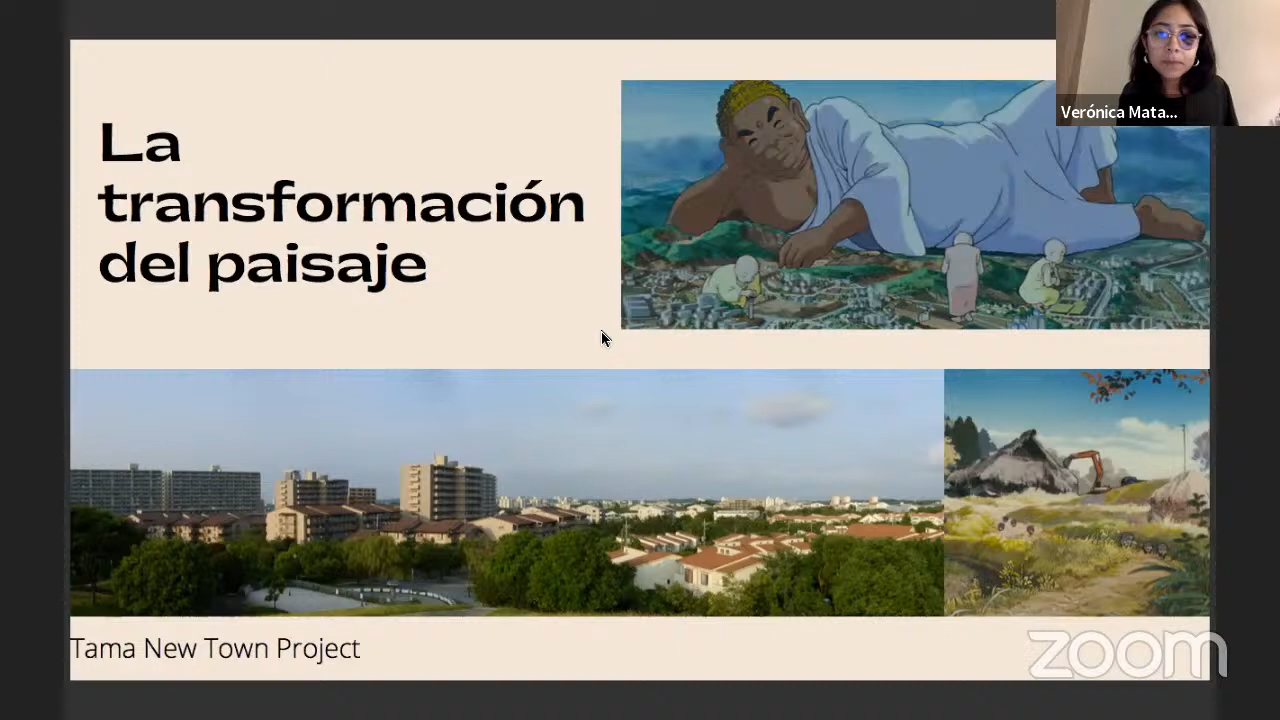 La
transformación
del paisaje
Verónica Mata...
Tama New Town Project
zoom